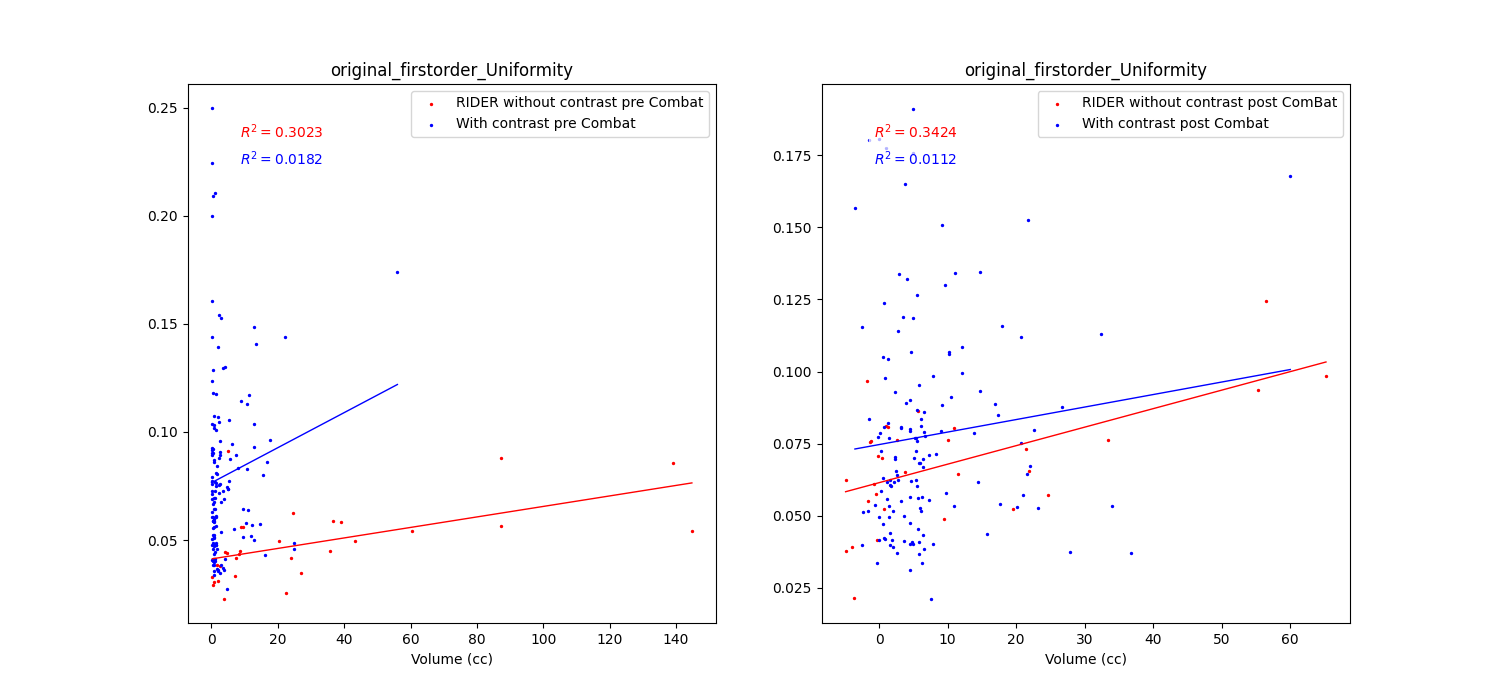 original_firstorder_Uniformity
RIDER without contrast pre Combat
With contrast pre Combat
R² = 0.3023
R² = 0.0182
0.25
0.20
0.15
0.10
0.05
0 20 40 60 80 100 120 140
Volume (cc)
original_firstorder_Uniformity
RIDER without contrast post ComBat
With contrast post Combat
R² = 0.3424
R² = 0.0112
0.175
0.150
0.125
0.100
0.075
0.050
0.025
0 10 20 30 40 50 60
Volume (cc)